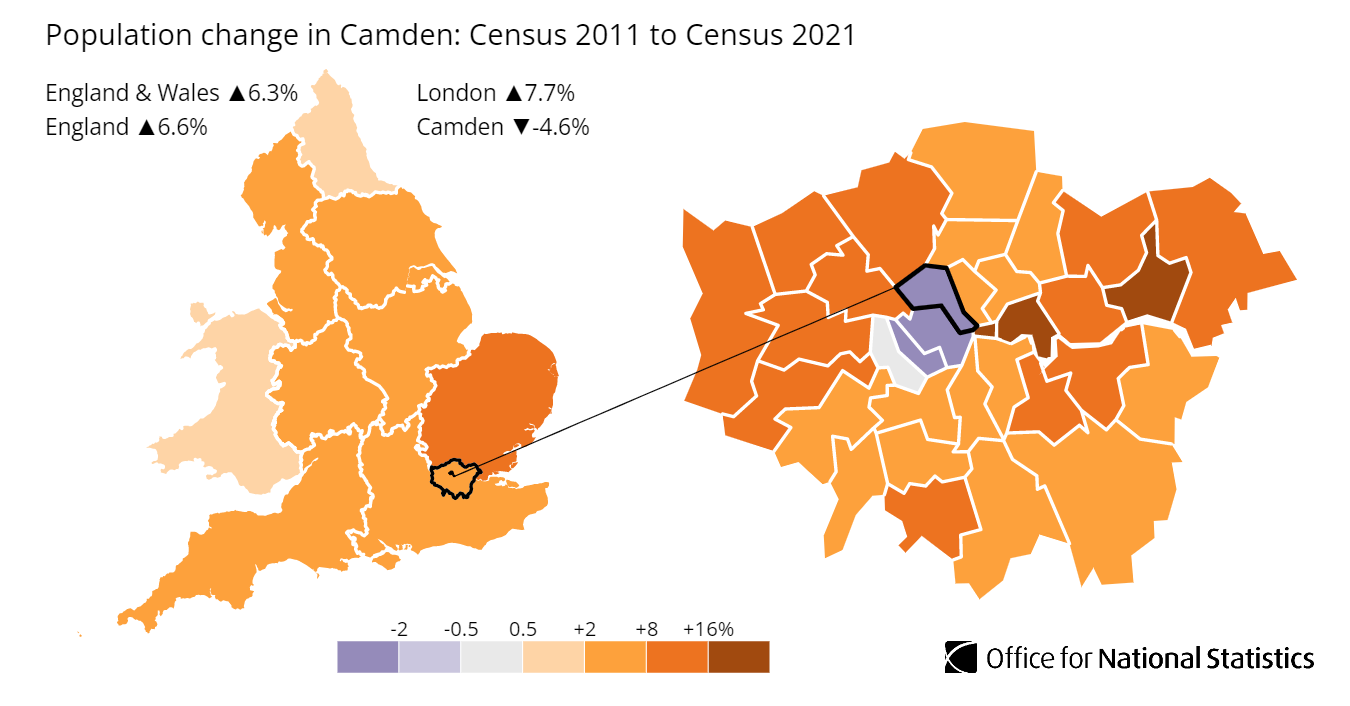 Population change in Camden: Census 2011 to Census 2021
England & Wales ▲6.3%
London ▲7.7%
England ▲6.6%
Camden ▼-4.6%
-2 -0.5 0.5 +2 +8 +16%
Office for National Statistics